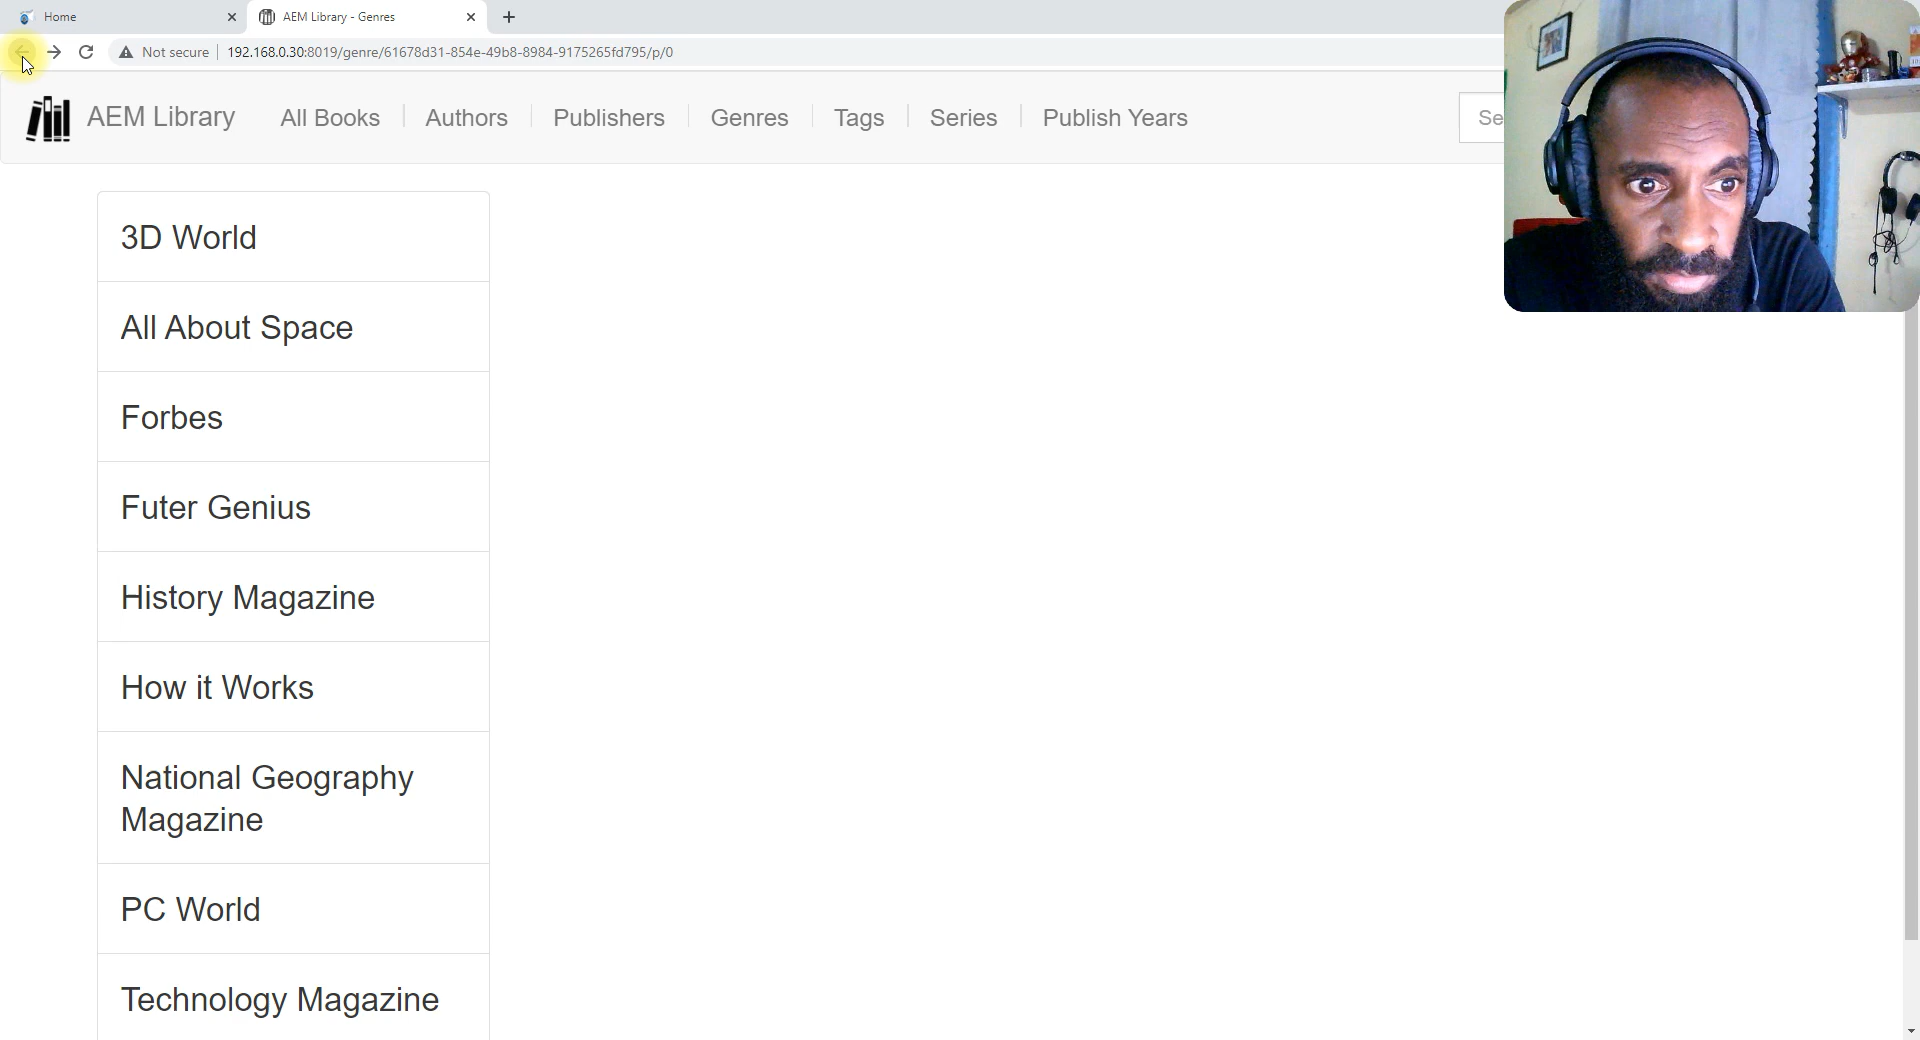 Home
AEM Library - Genres
Not secure
192.168.0.30:8019/genre/61678d31-854e-49b8-8984-9175265fd795/p/0
AEM Library
All Books
Authors
Publishers
Genres
Tags
Series
Publish Years
Se
3D World
All About Space
Forbes
Futer Genius
History Magazine
How it Works
National Geography
Magazine
PC World
Technology Magazine